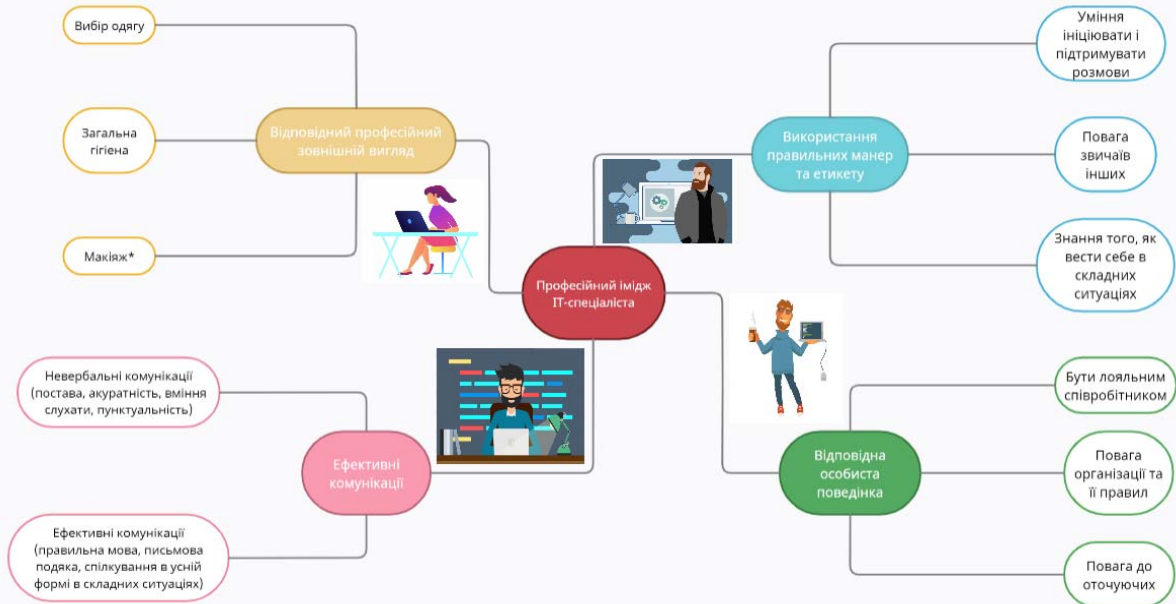 Вибір одягу
Загальна
гігієна
Макіяж*
Відповідний професійний
зовнішній вигляд
Уміння
ініціювати і
підтримувати
розмови
Використання
правильних манер
та етикету
Повага
звичаїв
інших
Знання того, як
вести себе в
складних
ситуаціях
Професійний імідж
ІТ-спеціаліста
Невербальні комунікації
(постава, акуратність, вміння
слухати, пунктуальність)
Ефективні
комунікації
Ефективні комунікації
(правильна мова, письмова
подяка, спілкування в усній
формі в складних ситуаціях)
Бути лояльним
співробітником
Відповідна
особиста
поведінка
Повага
організації та
її правил
Повага до
оточуючих